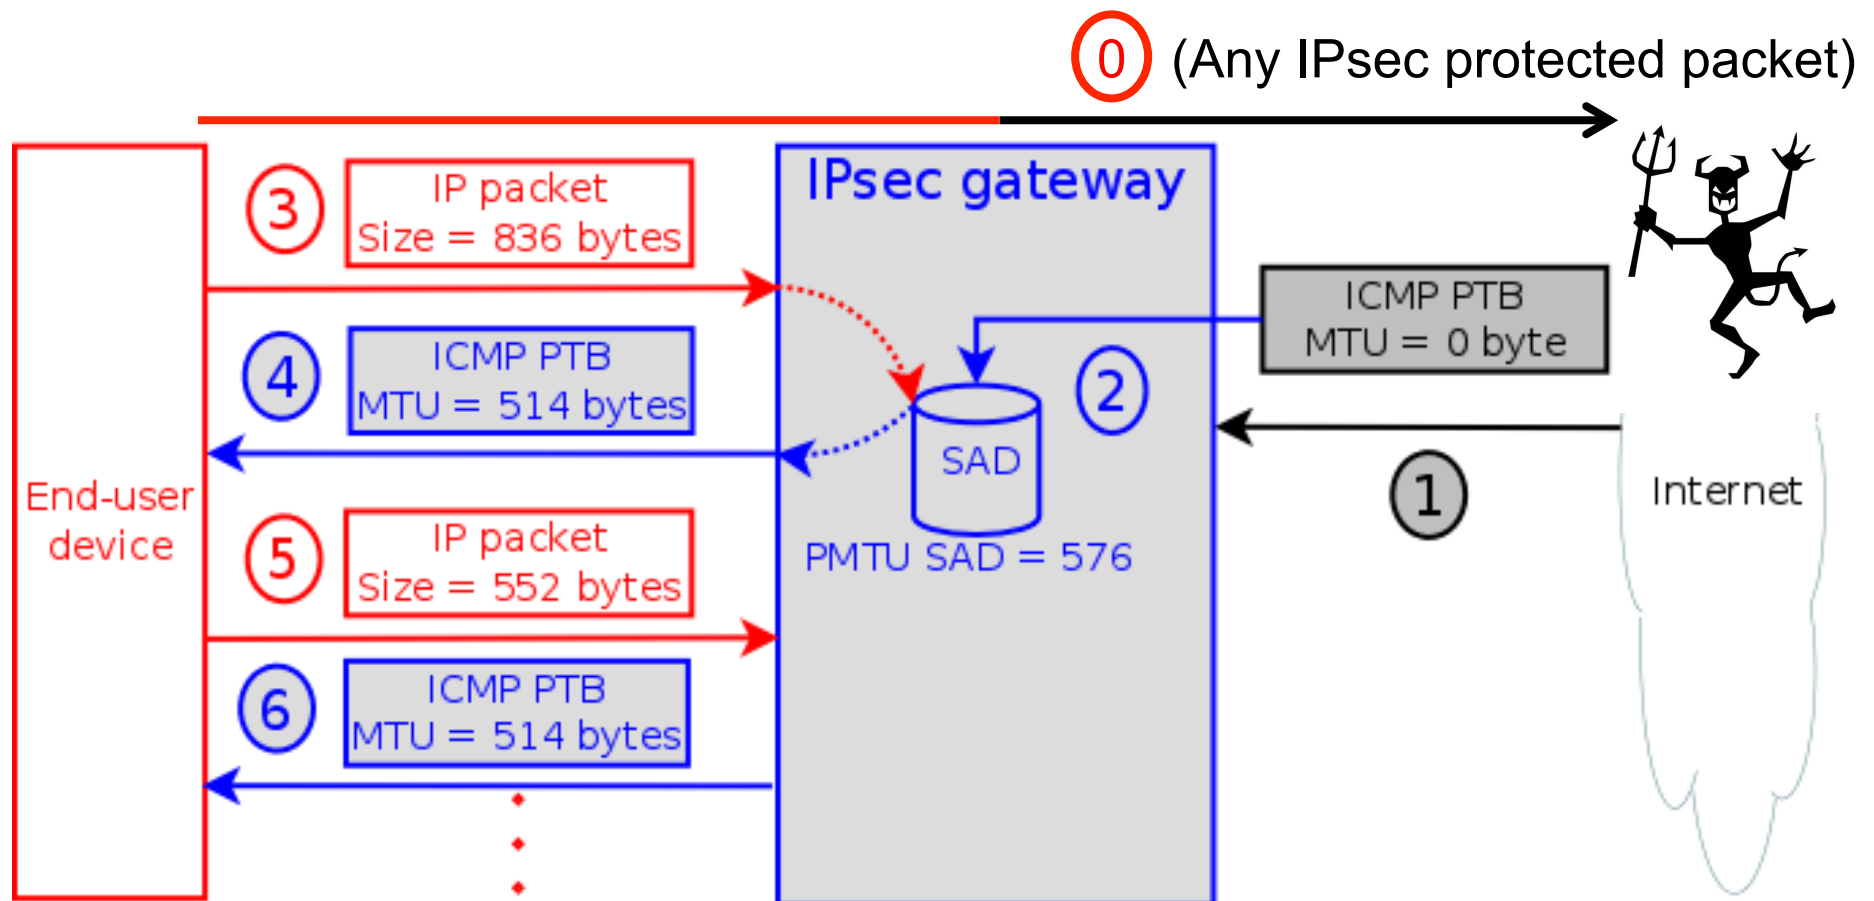 0 (Any IPsec protected packet)
3
IP packet
Size = 836 bytes
IPsec gateway
ICMP PTB
MTU = 0 byte
4
ICMP PTB
MTU = 514 bytes
2
SAD
1
Internet
End-user
device
5
IP packet
Size = 552 bytes
PMTU SAD = 576
6
ICMP PTB
MTU = 514 bytes